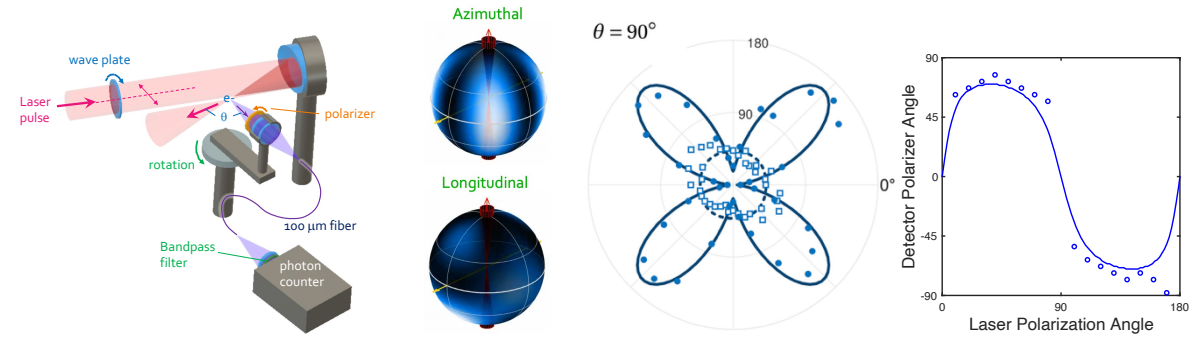 wave plate
Laser
pulse
e-
θ
polarizer
rotation
100 µm fiber
Bandpass
filter
photon
counter
Azimuthal
Longitudinal
θ = 90°
180
90
0°
Detector Polarizer Angle
90
45
0
-45
-90
0
90
180
Laser Polarization Angle